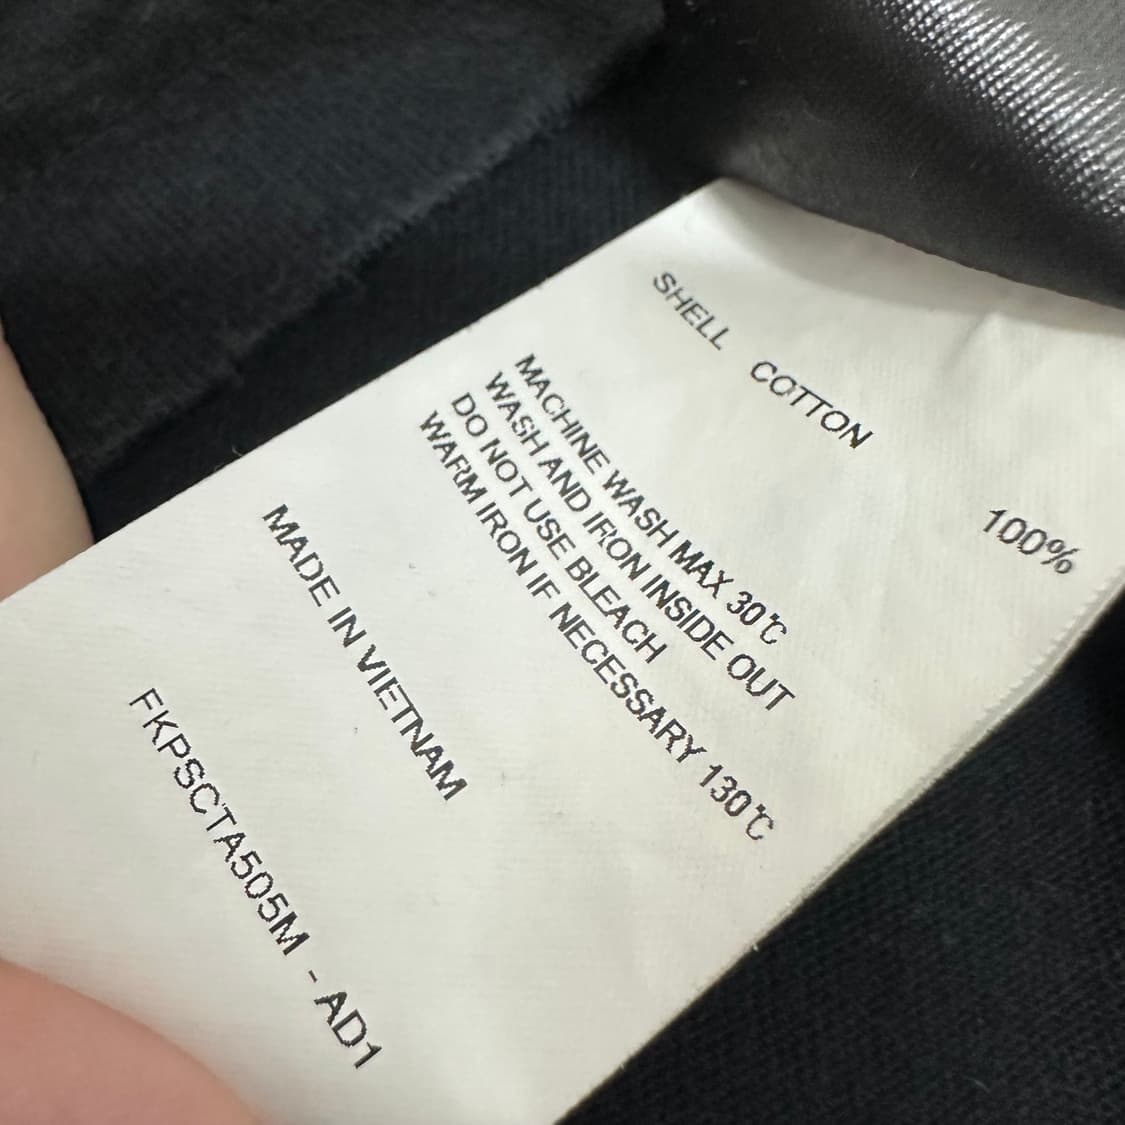 SHELL COTTON 100%
MACHINE WASH MAX 30℃
WASH AND IRON INSIDE OUT
DO NOT USE BLEACH
WARM IRON IF NECESSARY 130℃
MADE IN VIETNAM
FKPSCTA505M - AD1